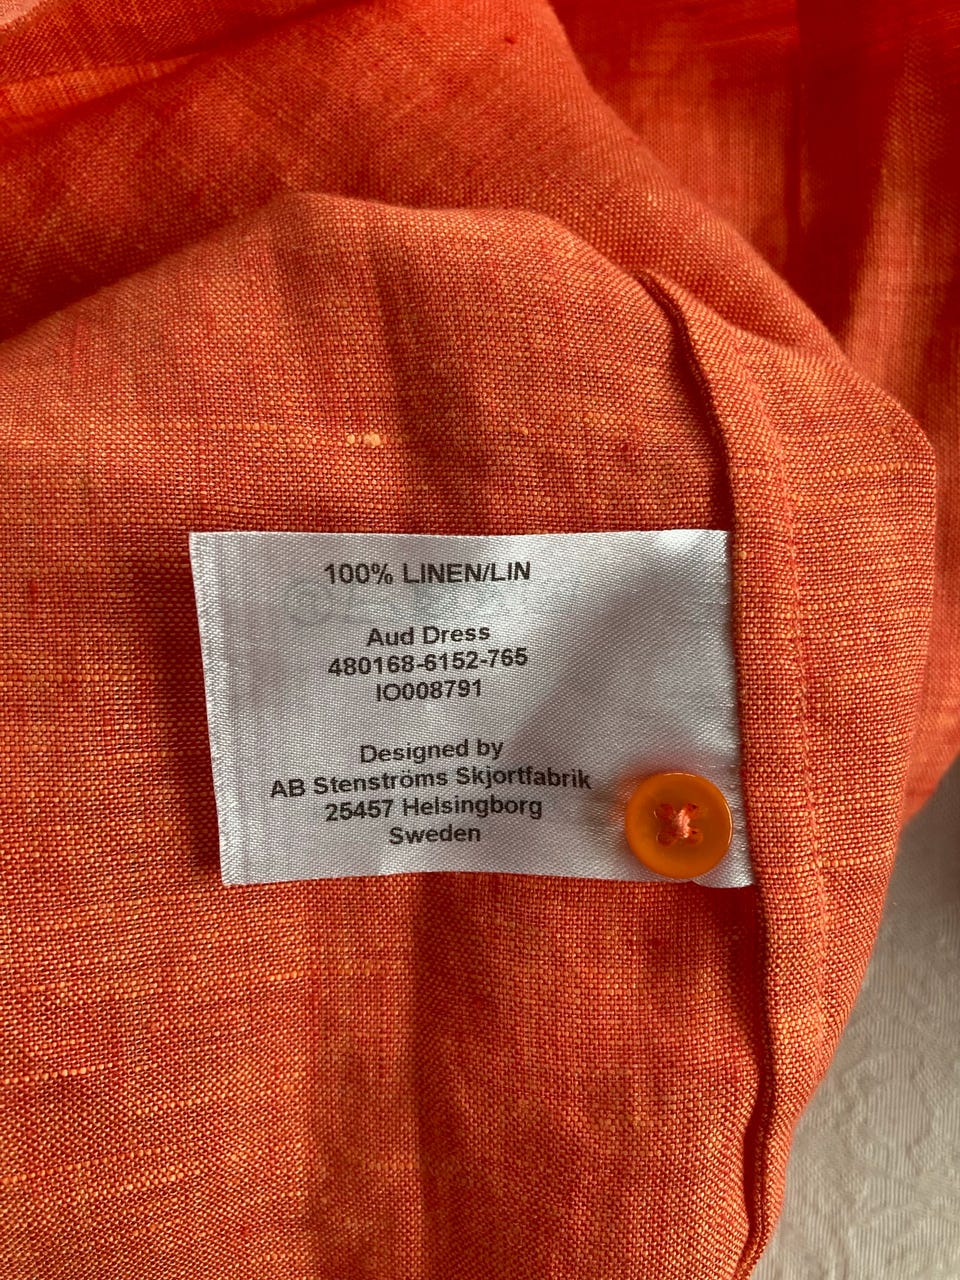 100% LINEN/LIN
Aud Dress
480168-6152-765
IO008791
Designed by
AB Stenströms Skjortfabrik
25457 Helsingborg
Sweden